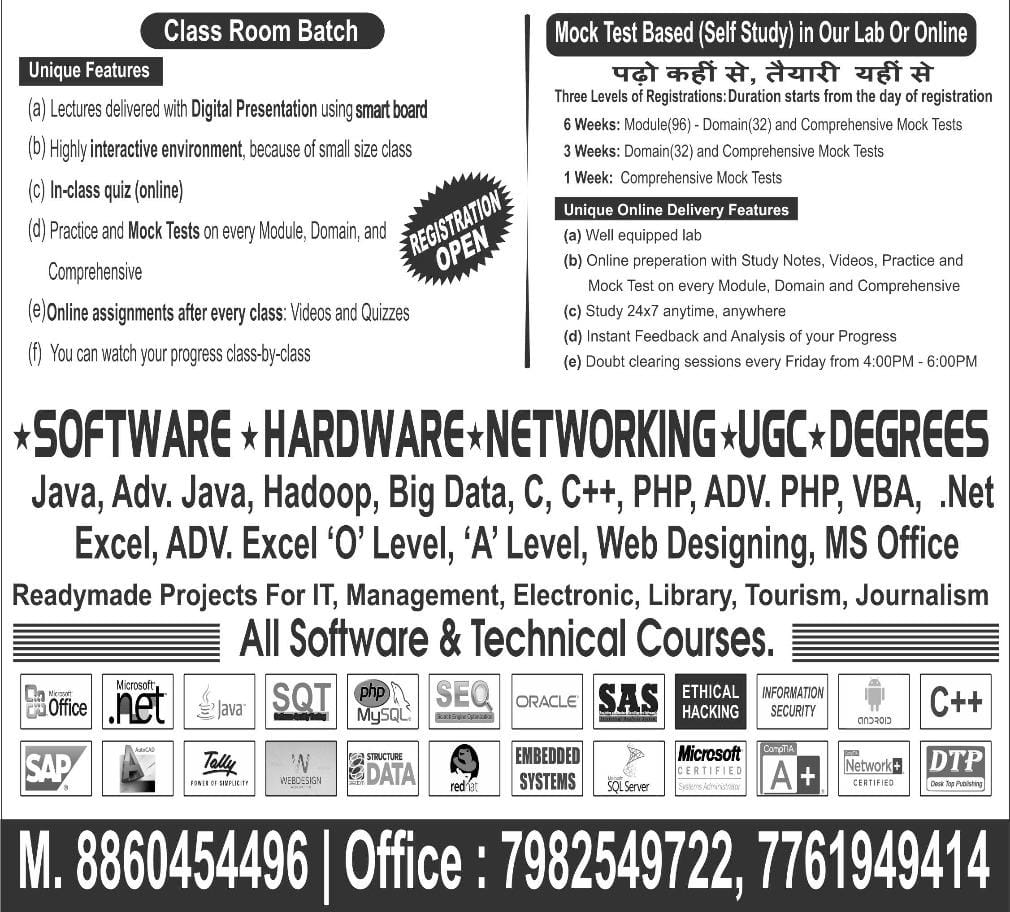 Class Room Batch
Unique Features
(a) Lectures delivered with Digital Presentation using smart board
(b) Highly interactive environment, because of small size class
(c) In-class quiz (online)
(d) Practice and Mock Tests on every Module, Domain, and
Comprehensive
(e)Online assignments after every class: Videos and Quizzes
(f) You can watch your progress class-by-class
REGISTRATION
OPEN
Mock Test Based (Self Study) in Our Lab Or Online
पढ़ो कहीं से, तैयारी यहीं से
Three Levels of Registrations: Duration starts from the day of registration
6 Weeks: Module(96) - Domain(32) and Comprehensive Mock Tests
3 Weeks: Domain(32) and Comprehensive Mock Tests
1 Week: Comprehensive Mock Tests
Unique Online Delivery Features
(a) Well equipped lab
(b) Online preperation with Study Notes, Videos, Practice and
Mock Test on every Module, Domain and Comprehensive
(c) Study 24x7 anytime, anywhere
(d) Instant Feedback and Analysis of your Progress
(e) Doubt clearing sessions every Friday from 4:00PM - 6:00PM
★SOFTWARE ★HARDWARE★NETWORKING★UGC★DEGREES
Java, Adv. Java, Hadoop, Big Data, C, C++, PHP, ADV. PHP, VBA, .Net
Excel, ADV. Excel ‘O’ Level, ‘A’ Level, Web Designing, MS Office
Readymade Projects For IT, Management, Electronic, Library, Tourism, Journalism
All Software & Technical Courses.
Microsoft
Office
Microsoft
.net
Java
SQT
Software Quality Testing
php
MySQL
SEO
Search Engine Optimization
ORACLE
SAS
ETHICAL
HACKING
INFORMATION
SECURITY
ANDROID
C++
SAP
AutoCAD
Tally
POWER OF SIMPLICITY
W
WEBDESIGN
STRUCTURE
DATA
redhat
EMBEDDED
SYSTEMS
Microsoft
SQL Server
Microsoft
CERTIFIED
Systems Administrator
CompTIA
A+
CompTIA
Network+
CERTIFIED
DTP
Desk Top Publishing
M. 8860454496 | Office : 7982549722, 7761949414